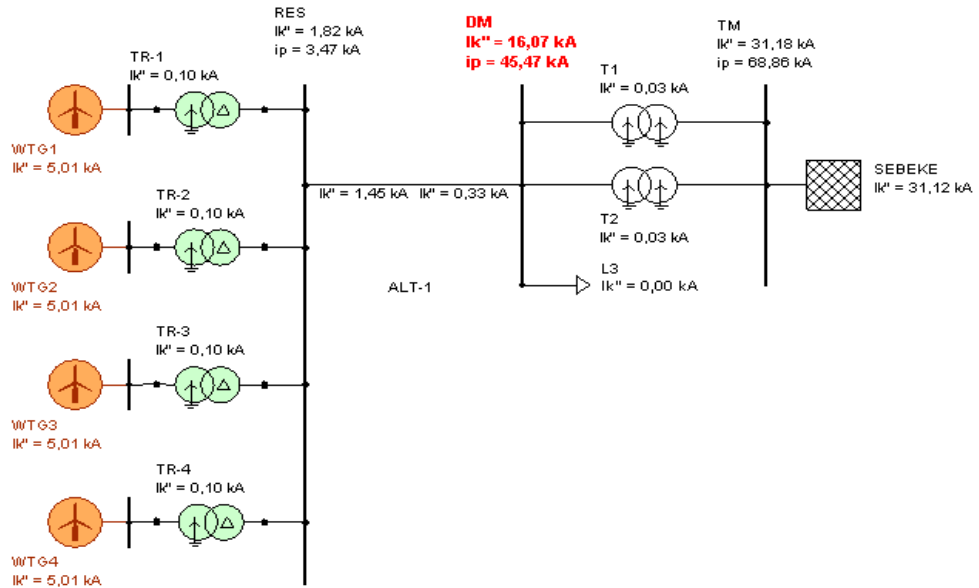 RES
Ik'' = 1,82 kA
ip = 3,47 kA
DM
Ik'' = 16,07 kA
ip = 45,47 kA
TM
Ik'' = 31,18 kA
ip = 68,86 kA
TR-1
Ik'' = 0,10 kA
T1
Ik'' = 0,03 kA
WTG1
Ik'' = 5,01 kA
Ik'' = 1,45 kA
Ik'' = 0,33 kA
SEBEKE
Ik'' = 31,12 kA
TR-2
Ik'' = 0,10 kA
T2
Ik'' = 0,03 kA
WTG2
Ik'' = 5,01 kA
ALT-1
L3
Ik'' = 0,00 kA
TR-3
Ik'' = 0,10 kA
WTG3
Ik'' = 5,01 kA
TR-4
Ik'' = 0,10 kA
WTG4
Ik'' = 5,01 kA